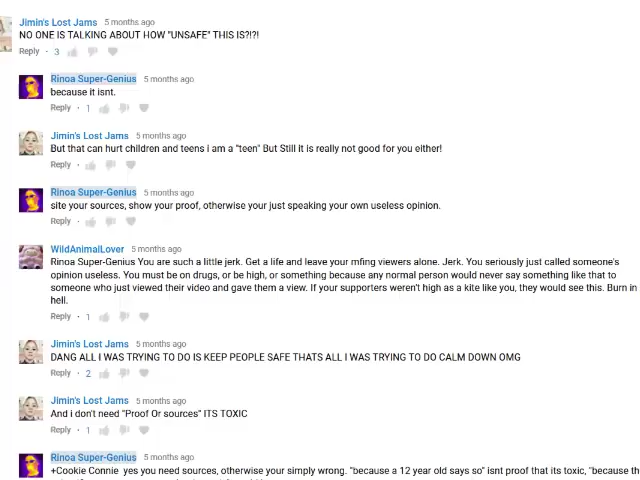 Jimin's Lost Jams 5 months ago
NO ONE IS TALKING ABOUT HOW "UNSAFE" THIS IS?!?!
Reply · 3
Rinoa Super-Genius 5 months ago
because it isnt.
Reply · 1
Jimin's Lost Jams 5 months ago
But that can hurt children and teens i am a "teen" But Still it is really not good for you either!
Reply ·
Rinoa Super-Genius 5 months ago
site your sources, show your proof, otherwise your just speaking your own useless opinion.
Reply ·
WildAnimalLover 5 months ago
Rinoa Super-Genius You are such a little jerk. Get a life and leave your mfing viewers alone. Jerk. You seriously just called someone's
opinion useless. You must be on drugs, or be high, or something because any normal person would never say something like that to
someone who just viewed their video and gave them a view. If your supporters weren't high as a kite like you, they would see this. Burn in
hell.
Reply · 1
Jimin's Lost Jams 5 months ago
DANG ALL I WAS TRYING TO DO IS KEEP PEOPLE SAFE THATS ALL I WAS TRYING TO DO CALM DOWN OMG
Reply · 2
Jimin's Lost Jams 5 months ago
And i don't need "Proof Or sources" ITS TOXIC
Reply · 1
Rinoa Super-Genius 5 months ago
+Cookie Connie yes you need sources, otherwise your simply wrong. "because a 12 year old says so" isnt proof that its toxic, "because th